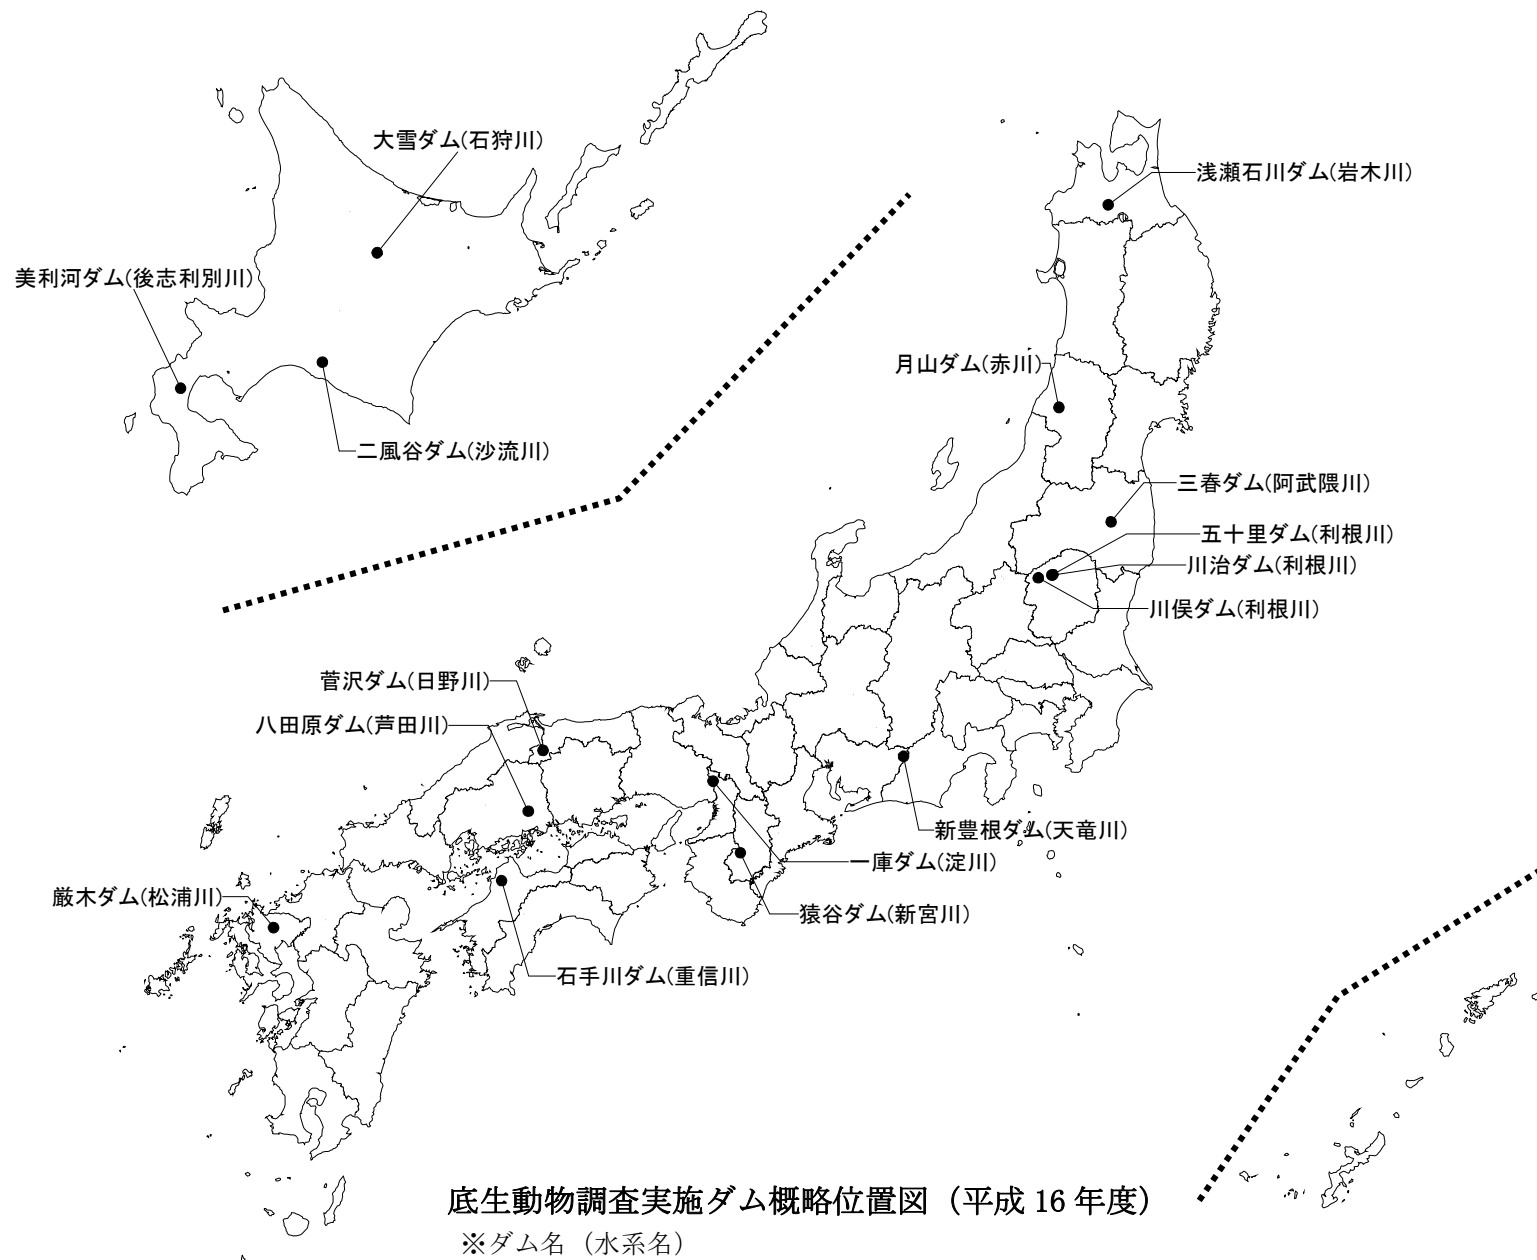 大雪ダム(石狩川)
浅瀬石川ダム(岩木川)
美利河ダム(後志利別川)
月山ダム(赤川)
二風谷ダム(沙流川)
三春ダム(阿武隈川)
五十里ダム(利根川)
川治ダム(利根川)
川俣ダム(利根川)
菅沢ダム(日野川)
八田原ダム(芦田川)
新豊根ダム(天竜川)
一庫ダム(淀川)
厳木ダム(松浦川)
猿谷ダム(新宮川)
石手川ダム(重信川)
底生動物調査実施ダム概略位置図（平成 16 年度）
※ダム名（水系名）